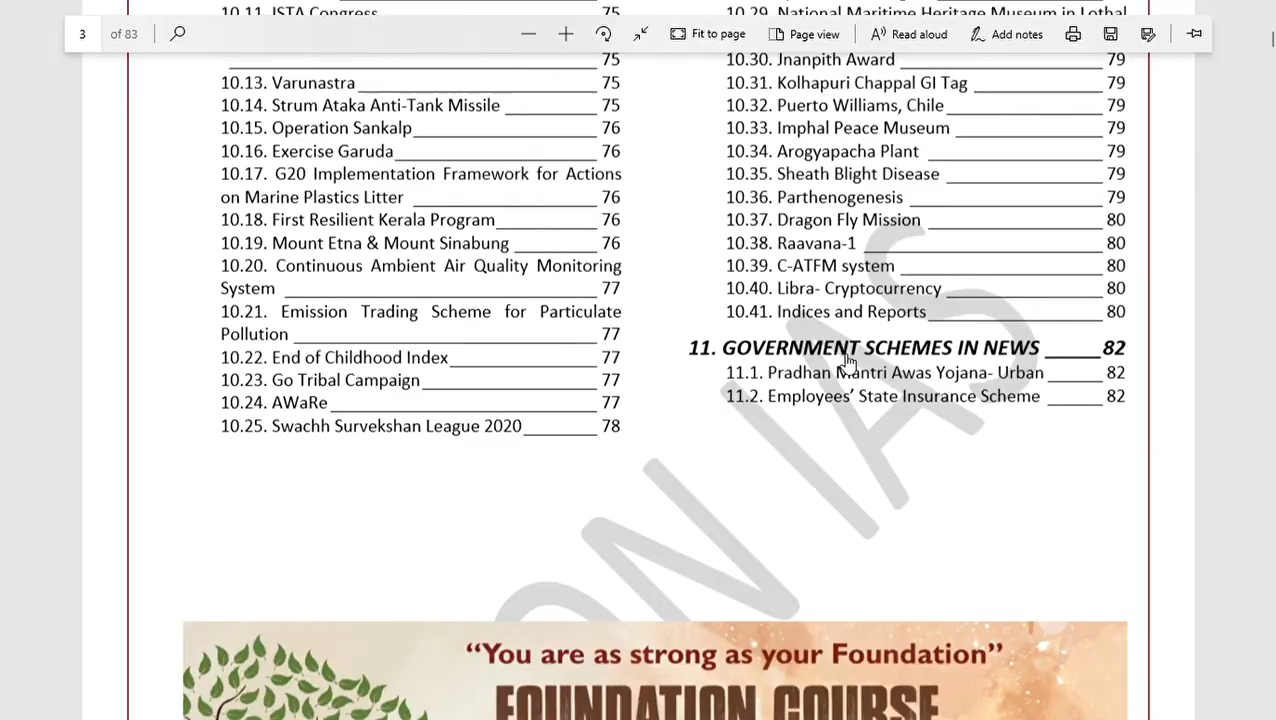 10.11. ISTA Congress 75
10.29. National Maritime Heritage Museum in Lothal
3 of 83 Fit to page Page view Read aloud Add notes
75
10.13. Varunastra 75
10.14. Strum Ataka Anti-Tank Missile 75
10.15. Operation Sankalp 76
10.16. Exercise Garuda 76
10.17. G20 Implementation Framework for Actions
on Marine Plastics Litter 76
10.18. First Resilient Kerala Program 76
10.19. Mount Etna & Mount Sinabung 76
10.20. Continuous Ambient Air Quality Monitoring
System 77
10.21. Emission Trading Scheme for Particulate
Pollution 77
10.22. End of Childhood Index 77
10.23. Go Tribal Campaign 77
10.24. AWaRe 77
10.25. Swachh Survekshan League 2020 78
10.30. Jnanpith Award 79
10.31. Kolhapuri Chappal GI Tag 79
10.32. Puerto Williams, Chile 79
10.33. Imphal Peace Museum 79
10.34. Arogyapacha Plant 79
10.35. Sheath Blight Disease 79
10.36. Parthenogenesis 79
10.37. Dragon Fly Mission 80
10.38. Raavana-1 80
10.39. C-ATFM system 80
10.40. Libra- Cryptocurrency 80
10.41. Indices and Reports 80
11. GOVERNMENT SCHEMES IN NEWS 82
11.1. Pradhan Mantri Awas Yojana- Urban 82
11.2. Employees’ State Insurance Scheme 82
ON IAS
“You are as strong as your Foundation”
FOUNDATION COURSE